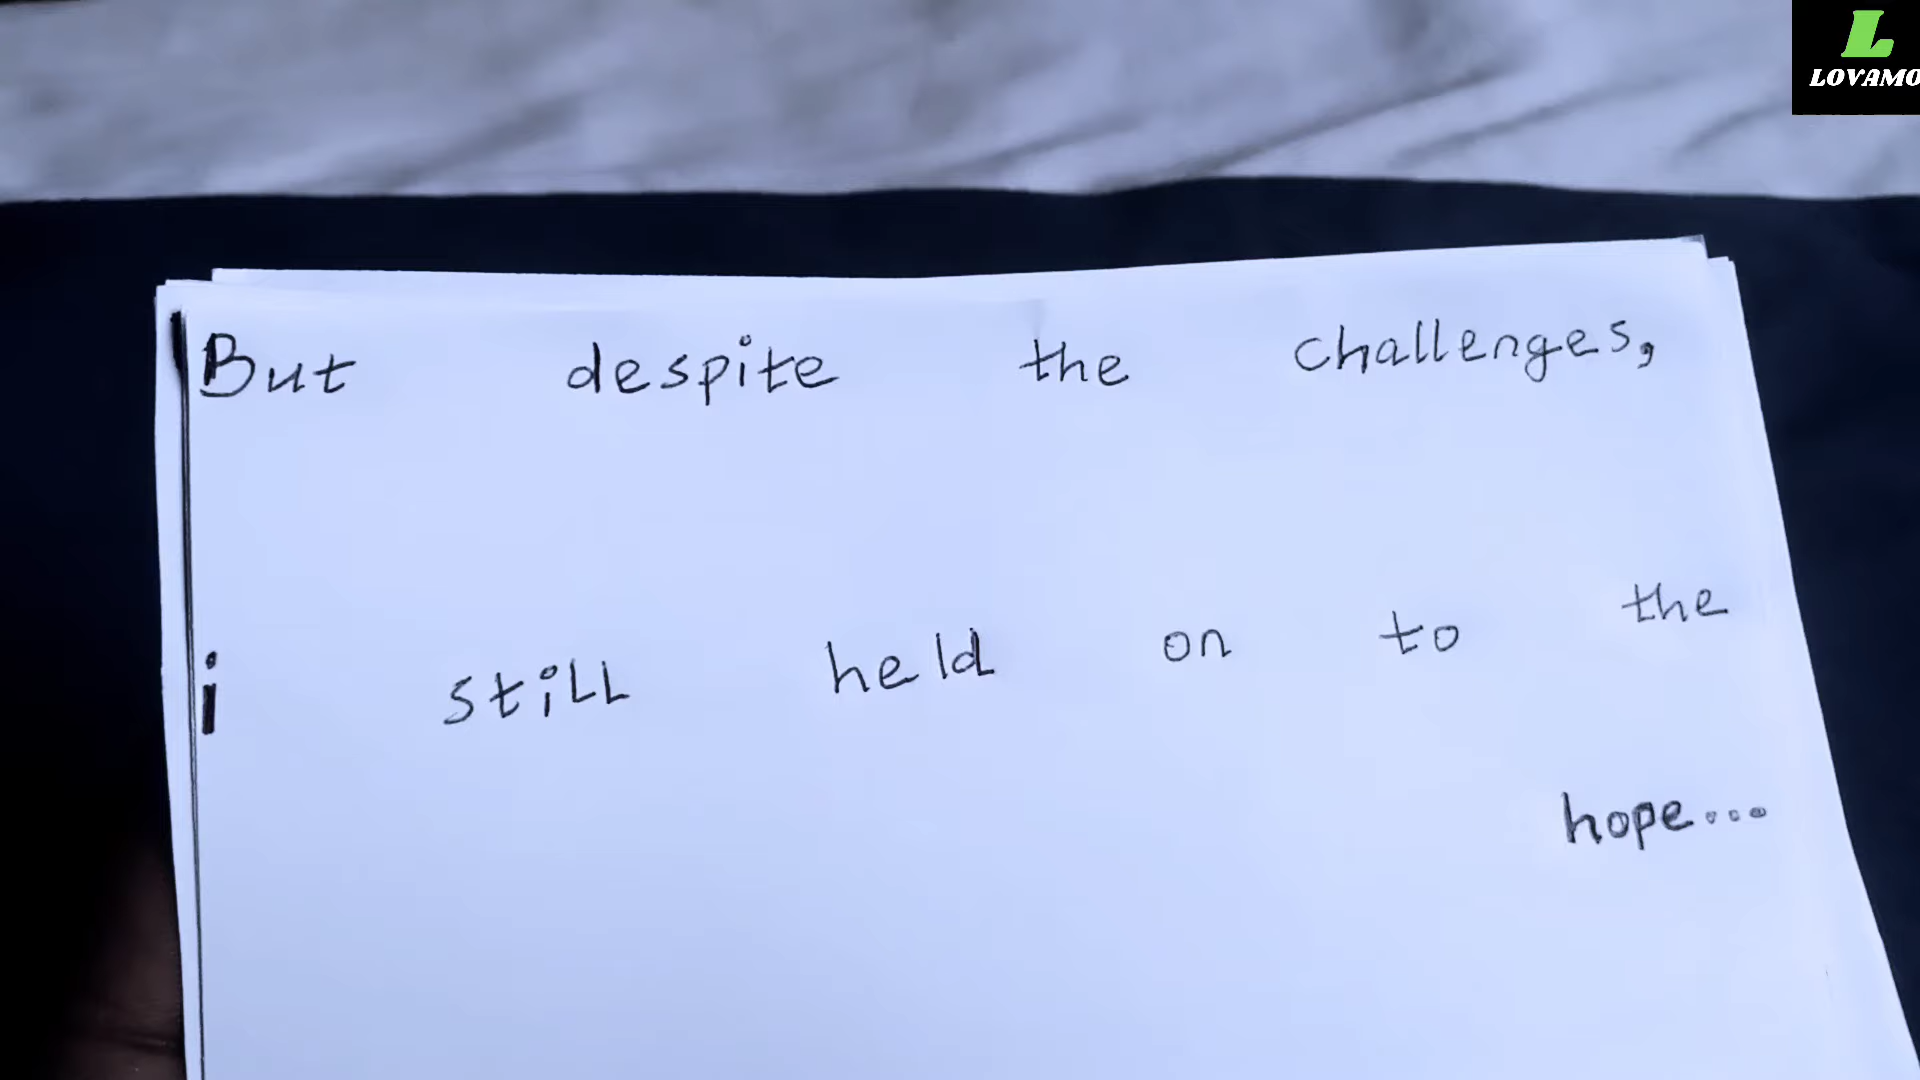 L
LOVAMO
But despite the challenges,
i still held on to the
hope...